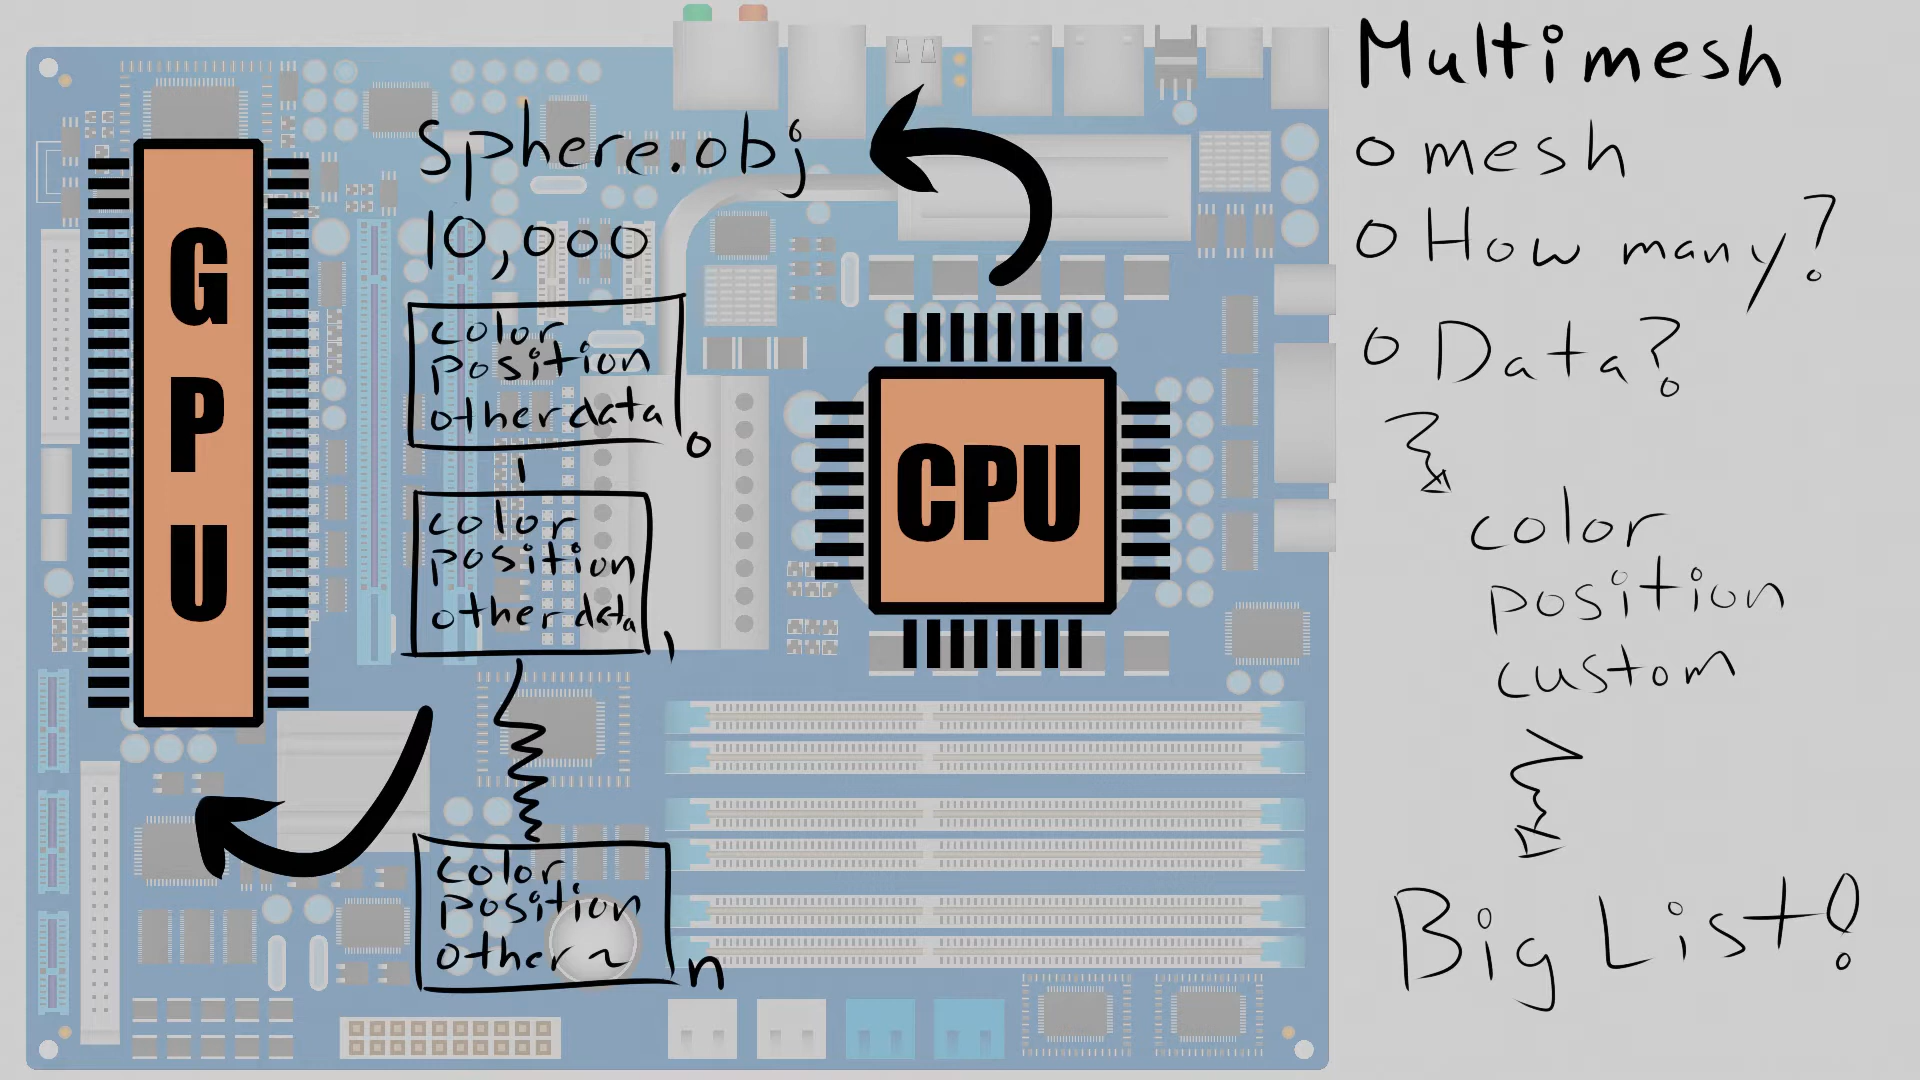 GPU
Sphere.obj
10,000
color
position
other data
0
color
position
other data
1
color
position
other ~
n
CPU
Multimesh
o mesh
o How many?
o Data?
color
position
custom
Big List!